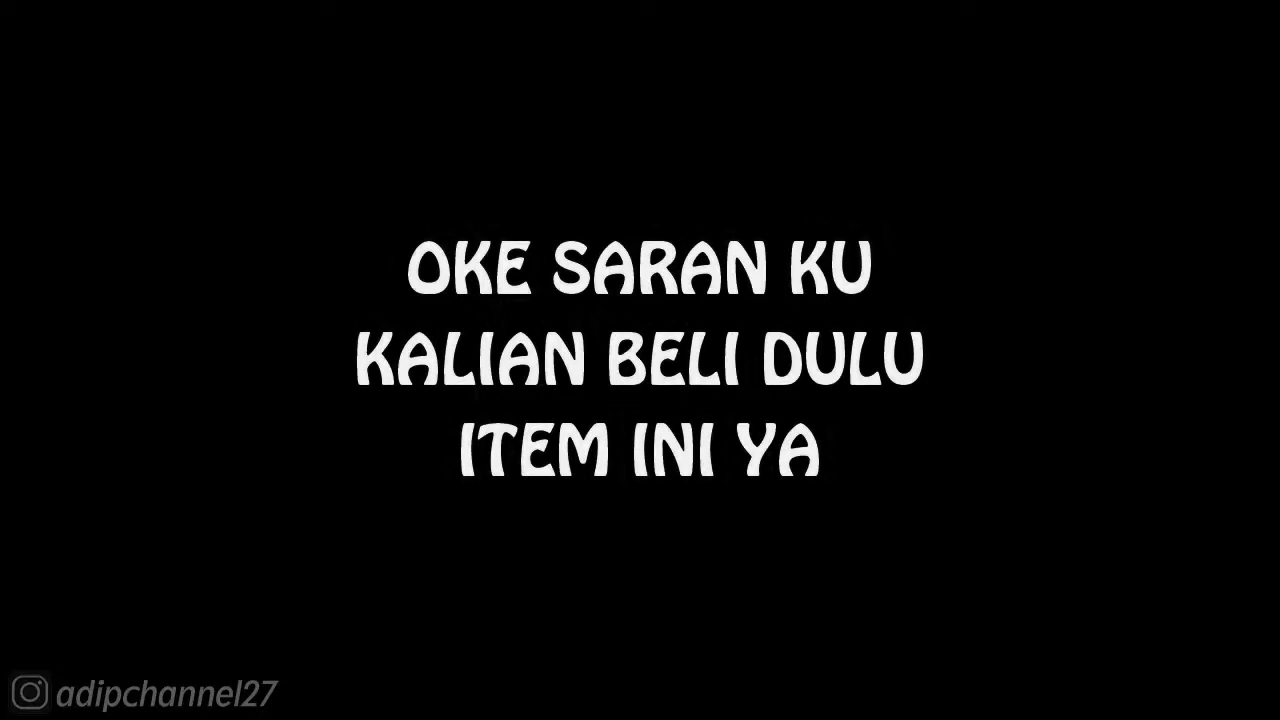 OKE SARAN KU
KALIAN BELI DULU
ITEM INI YA
adipchannel27